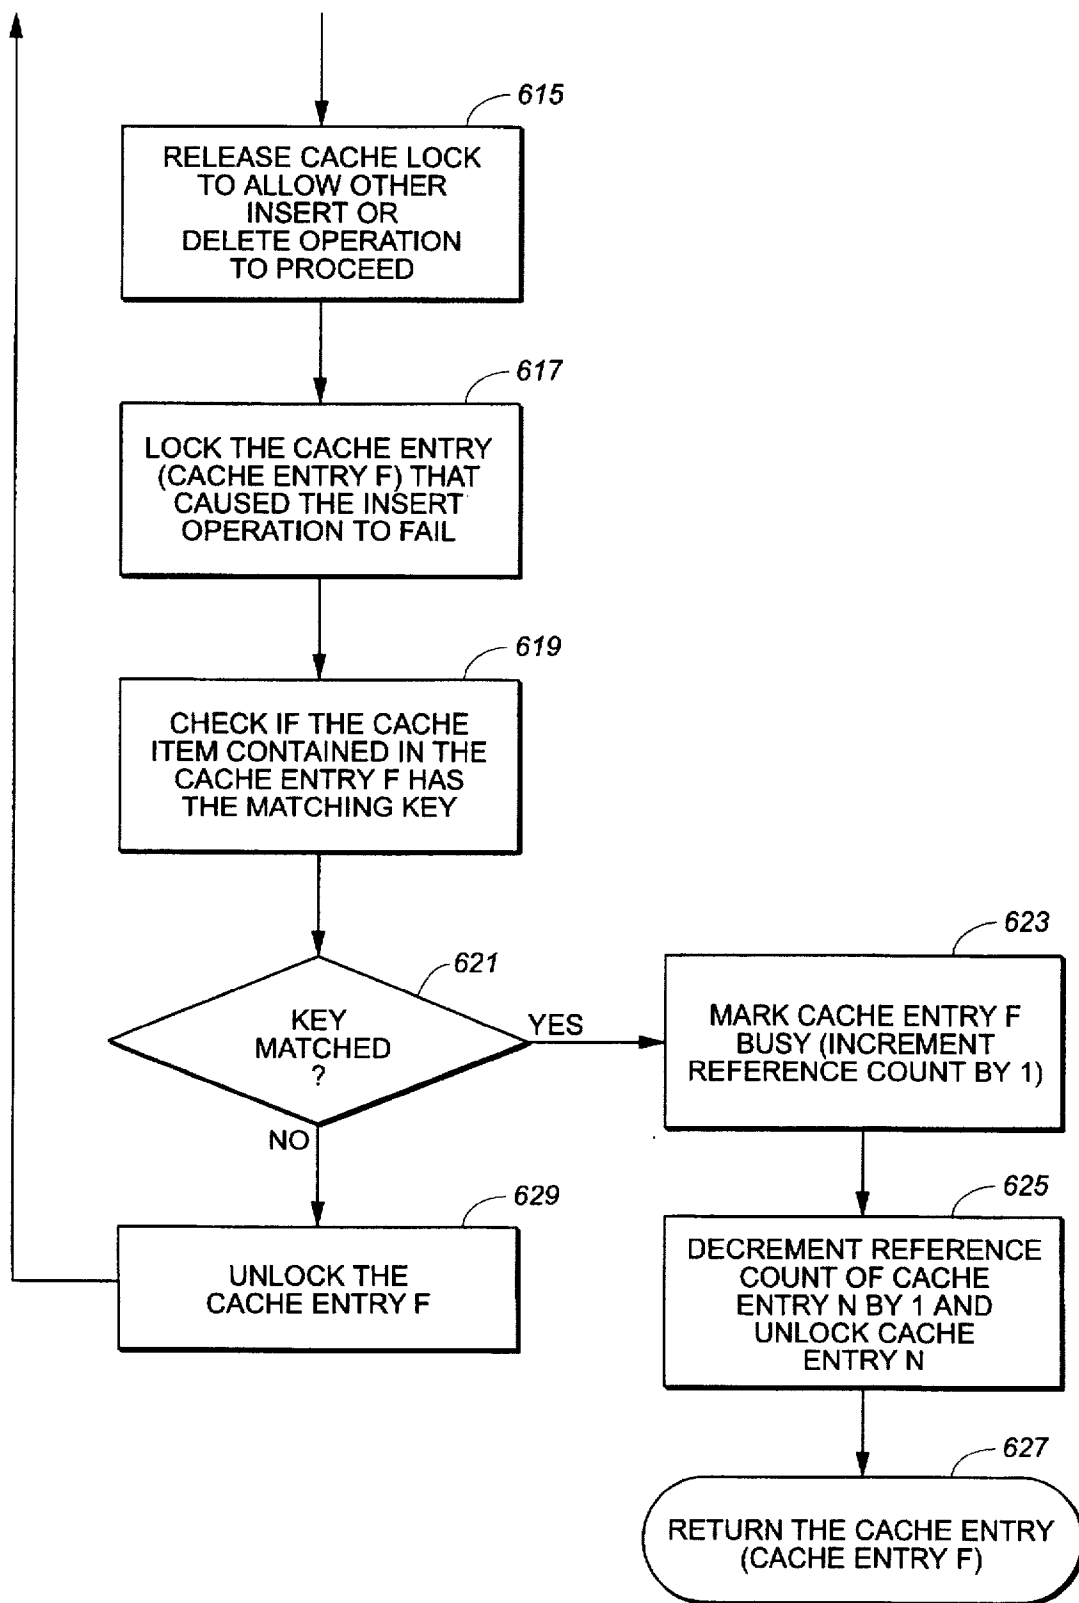 615
RELEASE CACHE LOCK
TO ALLOW OTHER
INSERT OR
DELETE OPERATION
TO PROCEED
617
LOCK THE CACHE ENTRY
(CACHE ENTRY F) THAT
CAUSED THE INSERT
OPERATION TO FAIL
619
CHECK IF THE CACHE
ITEM CONTAINED IN THE
CACHE ENTRY F HAS
THE MATCHING KEY
621
KEY
MATCHED
?
YES
NO
623
MARK CACHE ENTRY F
BUSY (INCREMENT
REFERENCE COUNT BY 1)
629
UNLOCK THE
CACHE ENTRY F
625
DECREMENT REFERENCE
COUNT OF CACHE
ENTRY N BY 1 AND
UNLOCK CACHE
ENTRY N
627
RETURN THE CACHE ENTRY
(CACHE ENTRY F)